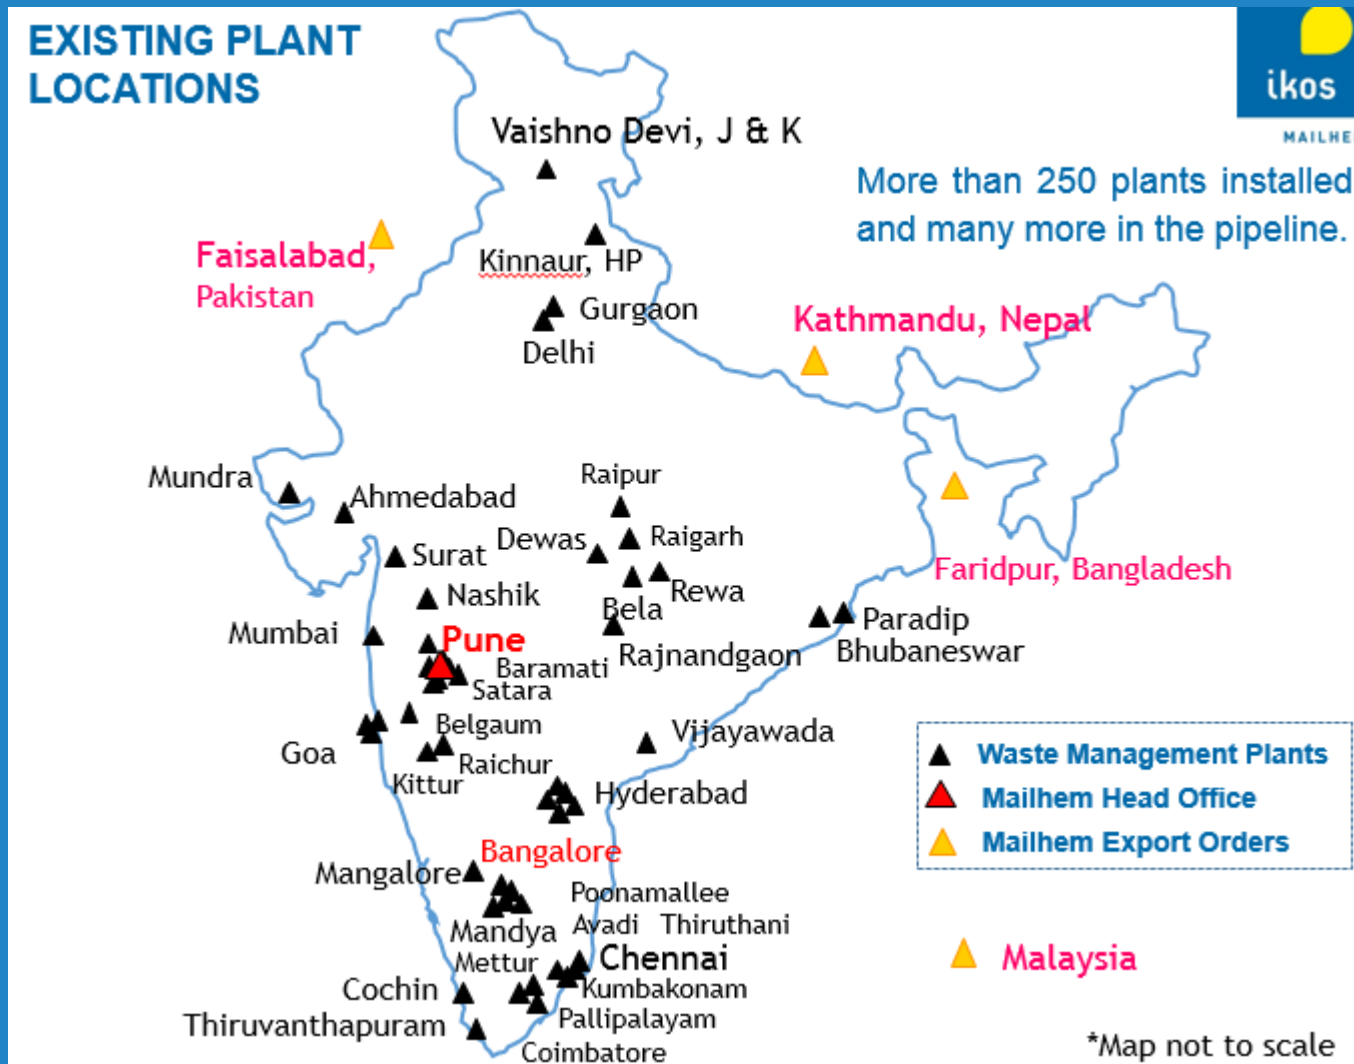 EXISTING PLANT
LOCATIONS
ikos
MAILHE
Vaishno Devi, J & K
More than 250 plants installed
and many more in the pipeline.
Faisalabad,
Pakistan
Kinnaur, HP
Gurgaon
Delhi
Kathmandu, Nepal
Mundra
Ahmedabad
Raipur
Surat
Dewas
Raigarh
Nashik
Bela
Rewa
Faridpur, Bangladesh
Mumbai
Pune
Baramati
Satara
Rajnandgaon
Paradip
Bhubaneswar
Belgaum
Goa
Kittur
Raichur
Vijayawada
Hyderabad
Waste Management Plants
Mailhem Head Office
Mailhem Export Orders
Bangalore
Mangalore
Poonamallee
Mandya
Avadi Thiruthani
Mettur
Chennai
Cochin
Kumbakonam
Thiruvanthapuram
Pallipalayam
Coimbatore
Malaysia
*Map not to scale